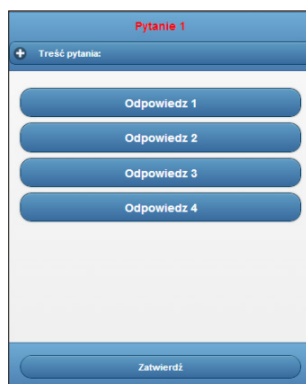 Pytanie 1
Treść pytania:
Odpowiedz 1
Odpowiedz 2
Odpowiedz 3
Odpowiedz 4
Zatwierdź